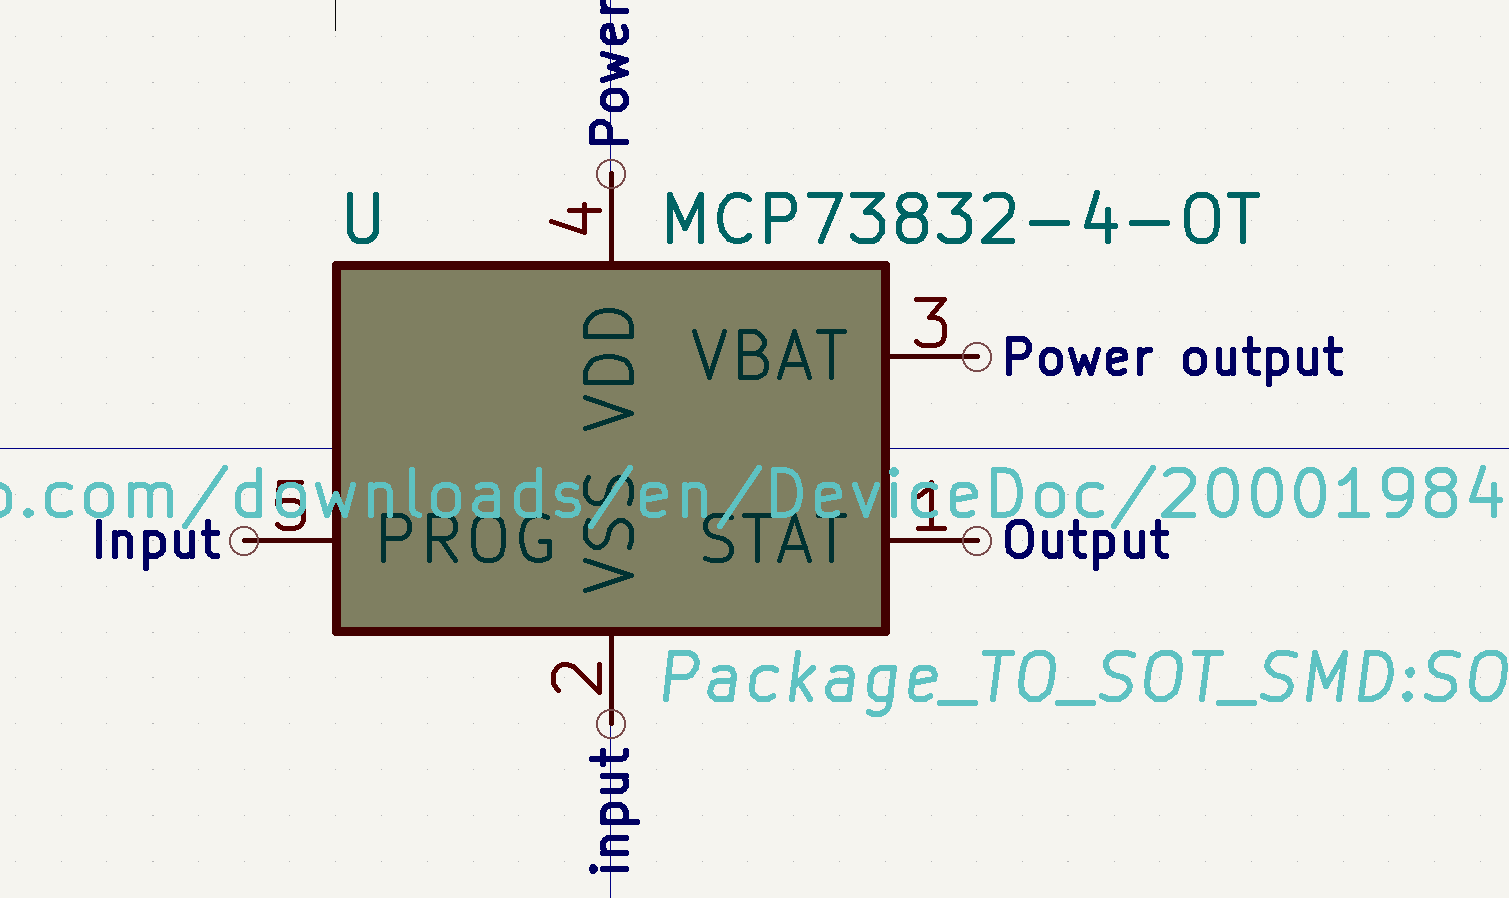 Power
U
4
MCP73832-4-OT
VDD
VBAT
3
Power output
o.com/downloads/en/DeviceDoc/20001984
5
Input
PROG
VSS
STAT
1
Output
2
Package_TO_SOT_SMD:SO
input